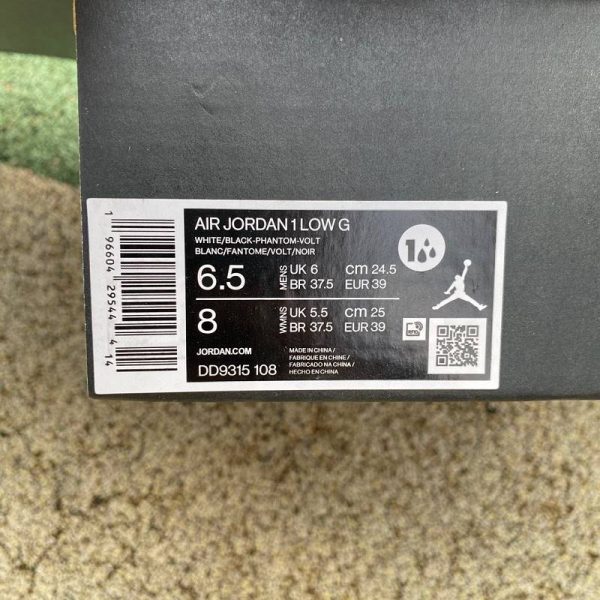 AIR JORDAN 1 LOW G
WHITE/BLACK-PHANTOM-VOLT
BLANC/FANTOME/VOLT/NOIR
6.5 MENS UK 6 cm 24.5
BR 37.5 EUR 39
8 WMNS UK 5.5 cm 25
BR 37.5 EUR 39
JORDAN.COM
DD9315 108
MADE IN CHINA /
FABRIQUE EN CHINE /
FABRICADO NA CHINA /
HECHO EN CHINA
1
1 96604 29544 4 14